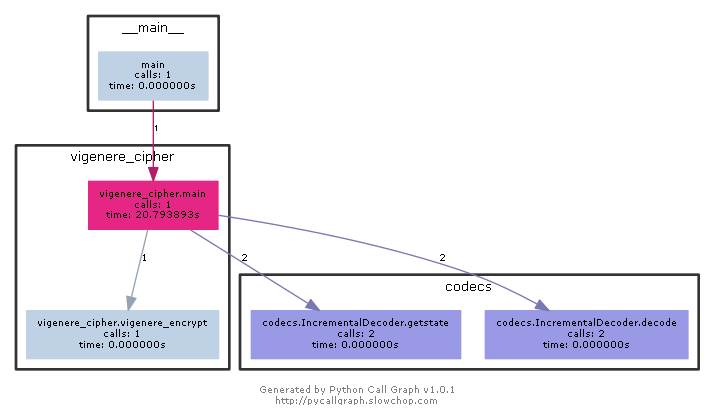 __main__
main
calls: 1
time: 0.000000s
1
vigenere_cipher
vigenere_cipher.main
calls: 1
time: 20.793893s
1
2
2
codecs
vigenere_cipher.vigenere_encrypt
calls: 1
time: 0.000000s
codecs.IncrementalDecoder.getstate
calls: 2
time: 0.000000s
codecs.IncrementalDecoder.decode
calls: 2
time: 0.000000s
Generated by Python Call Graph v1.0.1
http://pycallgraph.slowchop.com